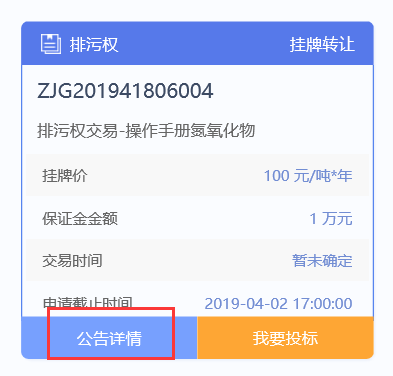 排污权 挂牌转让
ZJG201941806004
排污权交易-操作手册氮氧化物
挂牌价 100 元/吨*年
保证金金额 1 万元
交易时间 暂未确定
申请截止时间 2019-04-02 17:00:00
公告详情 我要投标